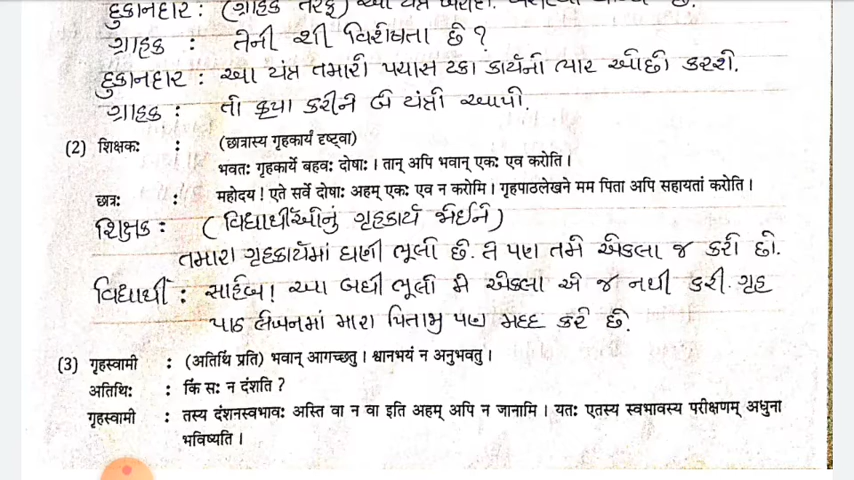 દુકાનદાર : (ગ્રાહક તરફ) આ યંત્ર
ગ્રાહક : તેની શી વિશેષતા છે ?
દુકાનદાર : આ યંત્ર તમારો પચાસ ટકા કાર્યનો ભાર ઓછો કરશે.
ગ્રાહક : તો કૃપા કરીને બે યંત્રો આપો.
(2) शिक्षकः : (छात्रास्य गृहकार्यं दृष्ट्वा)
भवतः गृहकार्ये बहवः दोषाः । तान् अपि भवान् एकः एव करोति ।
छात्रः : महोदय ! एते सर्वे दोषाः अहम् एकः एव न करोमि । गृहपाठलेखने मम पिता अपि सहायतां करोति ।
શિક્ષક : (વિદ્યાર્થીઓનું ગૃહકાર્ય જોઈને)
તમારા ગૃહકાર્યમાં ઘણી ભૂલો છે. તે પણ તમે એકલા જ કરો છો.
વિદ્યાર્થી : સાહેબ! આ બધી ભૂલો મેં એકલા એ જ નથી કરી. ગૃહ
પાઠ લેખનમાં મારા પિતાજી પણ મદદ કરે છે.
(3) गृहस्वामी : (अतिथिं प्रति) भवान् आगच्छतु । श्वानभयं न अनुभवतु ।
अतिथिः : किं सः न दंशति ?
गृहस्वामी : तस्य दंशनस्वभावः अस्ति वा न वा इति अहम् अपि न जानामि । यतः एतस्य स्वभावस्य परीक्षणम् अधुना
भविष्यति ।